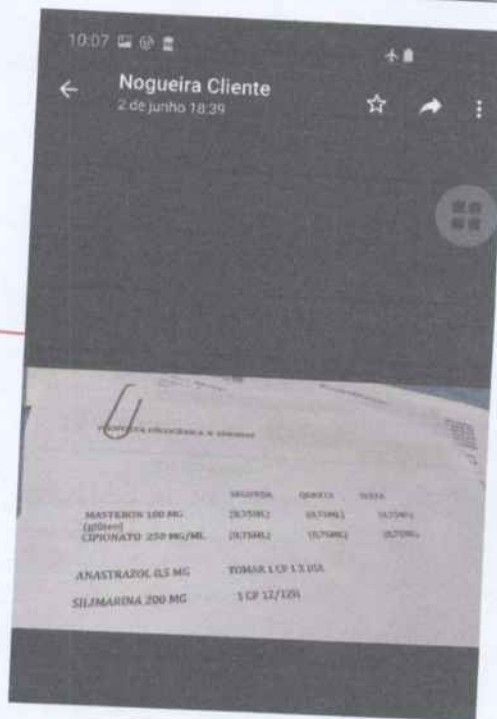 10:07
Nogueira Cliente
2 de junho 18:39
SEGUNDA QUARTA SEXTA
MASTERON 100 MG (0,75ML) (0,75ML) (0,75ML)
(glúteo)
CIPIONATO 250 MG/ML (0,75ML) (0,75ML) (0,75ML)
ANASTRAZOL 0,5 MG TOMAR 1 CP 1 X DIA
SILIMARINA 200 MG 1 CP 12/12H